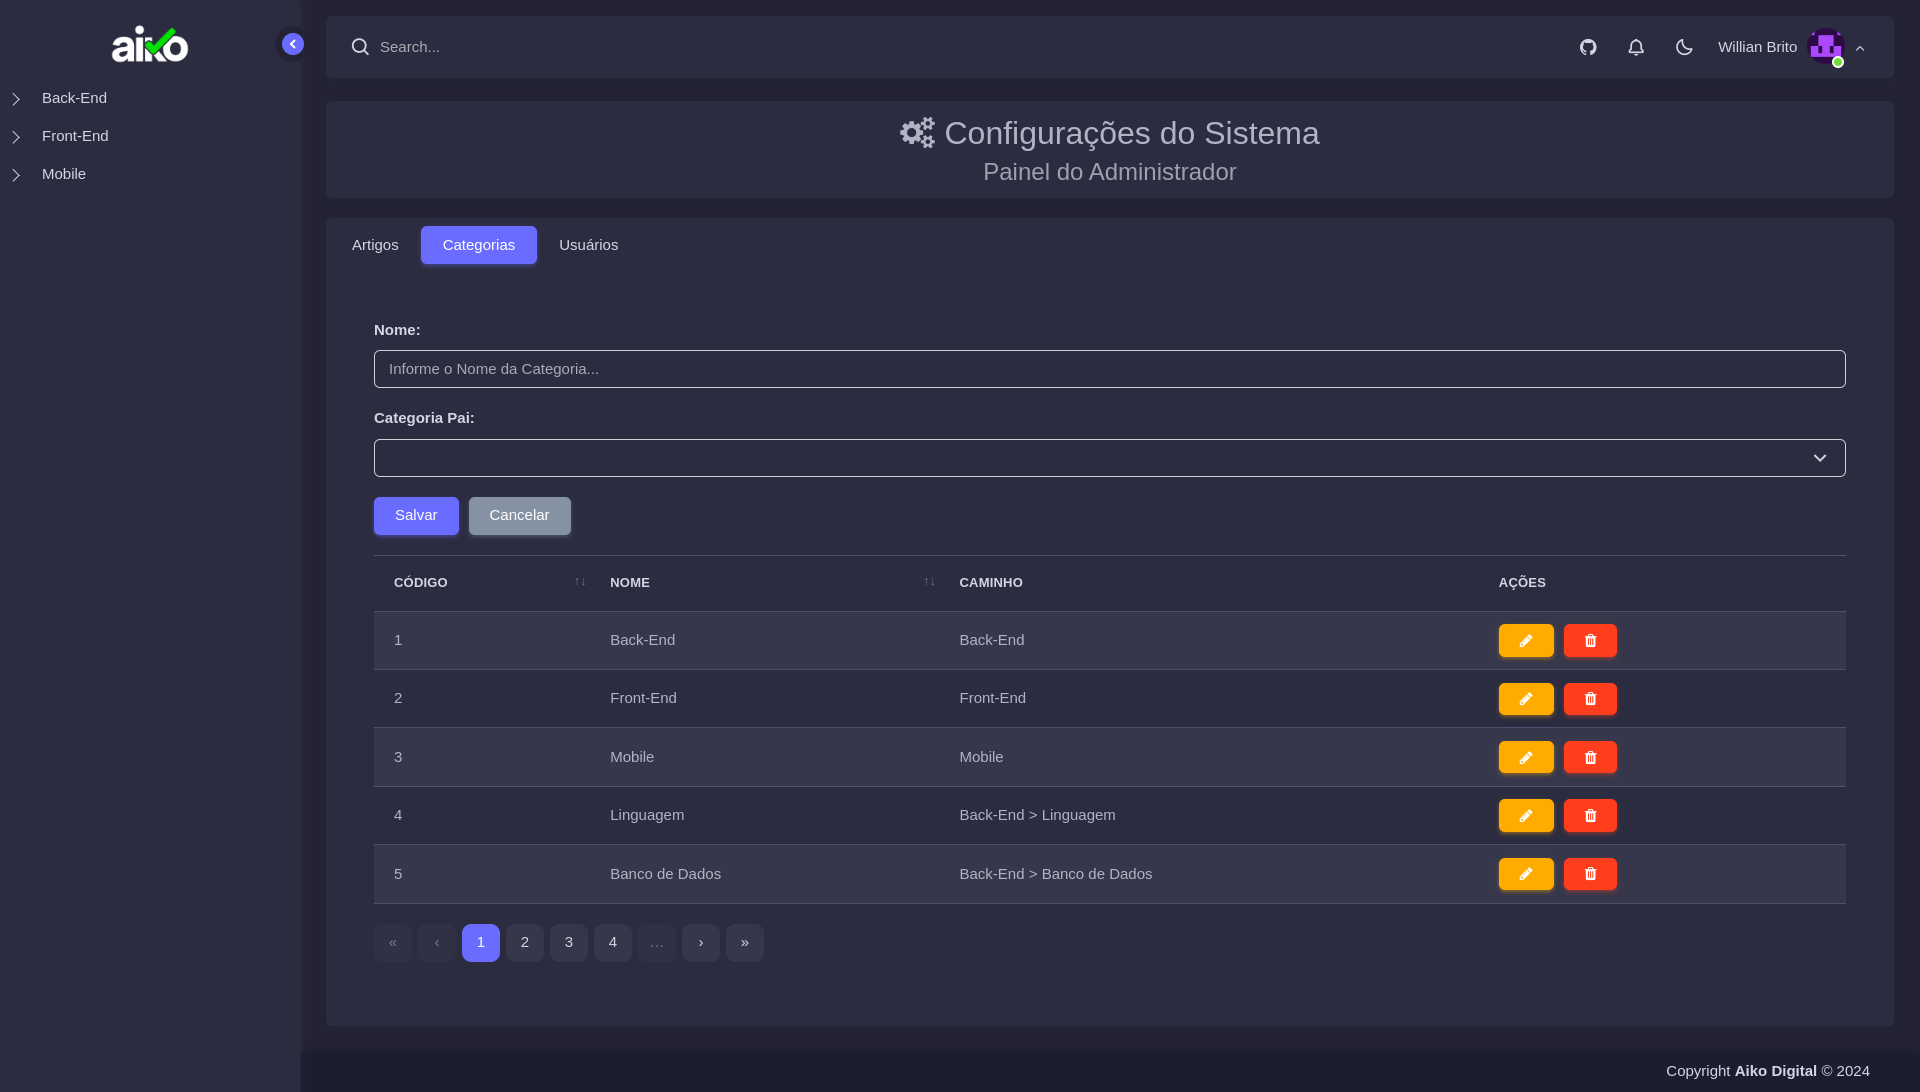 aiko
Back-End
Front-End
Mobile
Search...
Willian Brito
Configurações do Sistema
Painel do Administrador
Artigos
Categorias
Usuários
Nome:
Informe o Nome da Categoria...
Categoria Pai:
Salvar
Cancelar
CÓDIGO ↑↓ NOME ↑↓ CAMINHO AÇÕES
1 Back-End Back-End
2 Front-End Front-End
3 Mobile Mobile
4 Linguagem Back-End > Linguagem
5 Banco de Dados Back-End > Banco de Dados
« ‹ 1 2 3 4 … › »
Copyright Aiko Digital © 2024